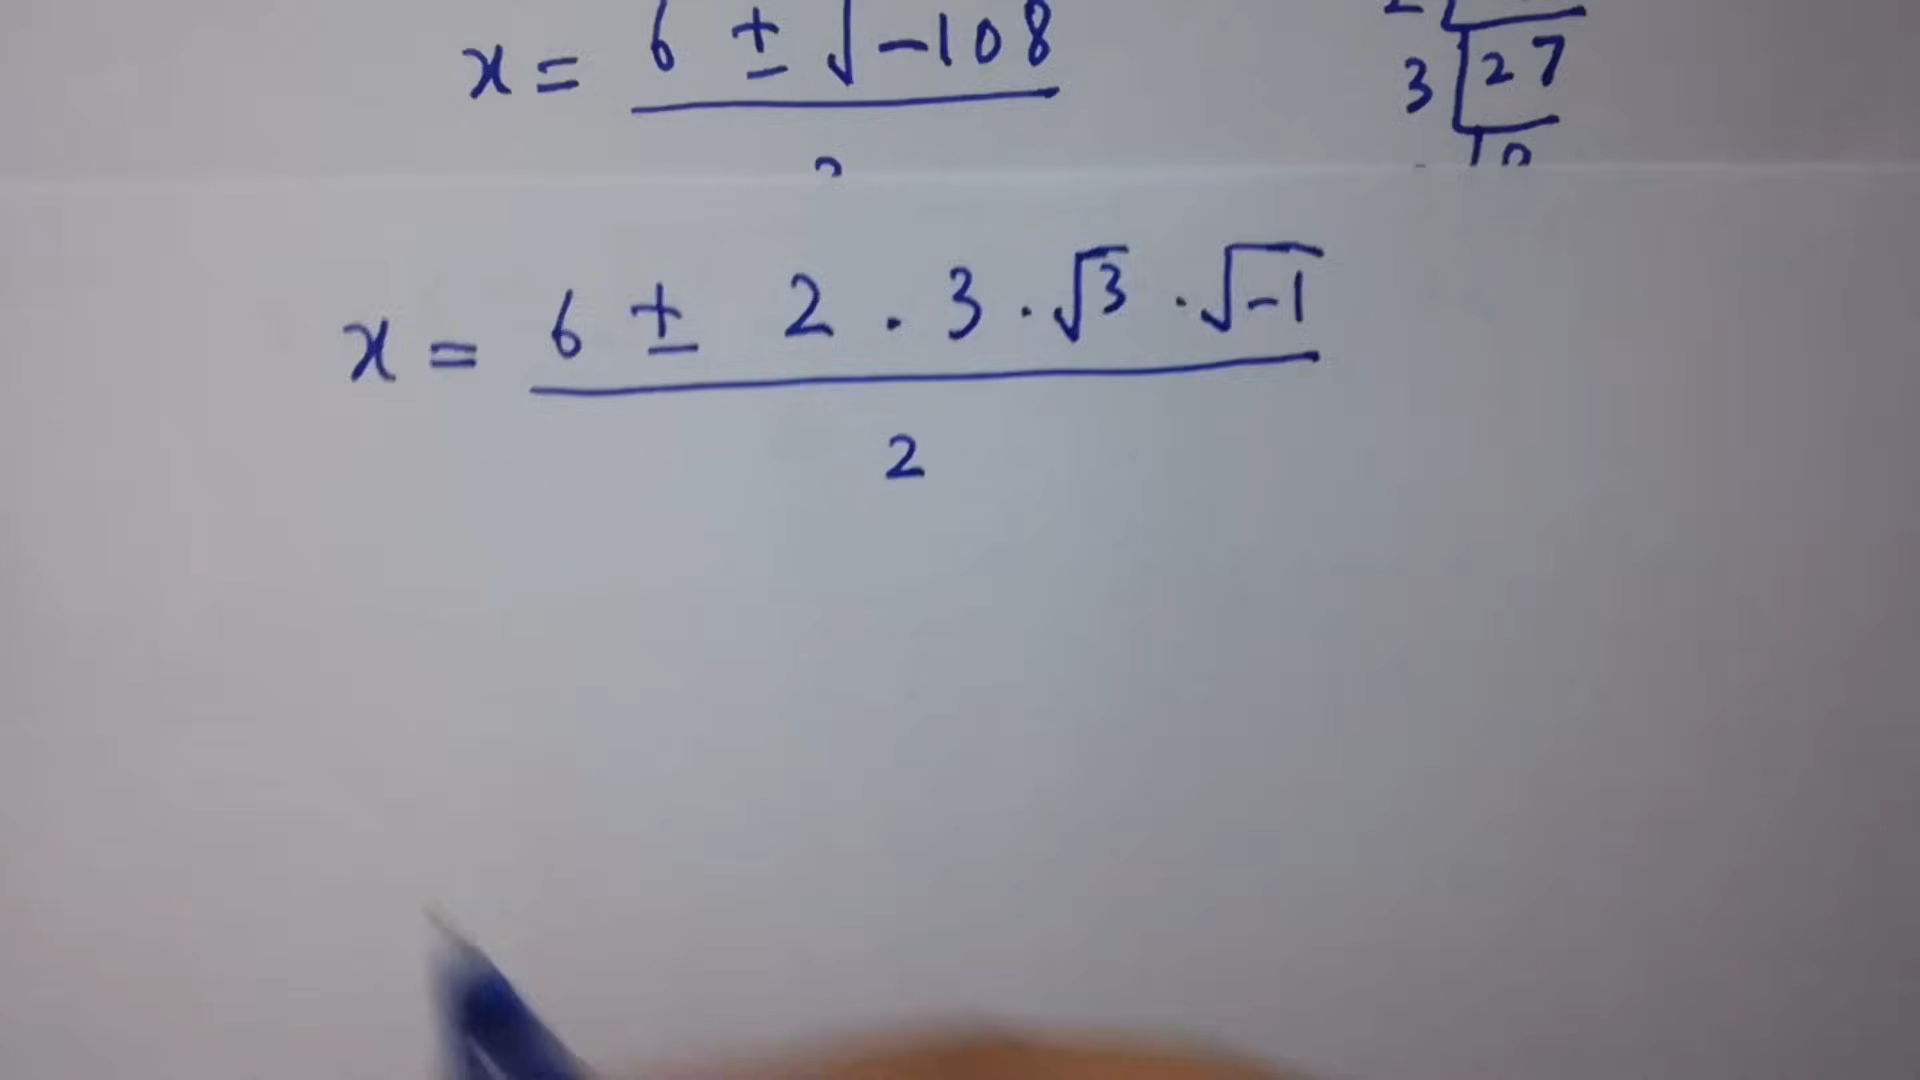 x = 6 ± √-108
3 | 27
x = 6 ± 2 . 3 . √3 . √-1
2